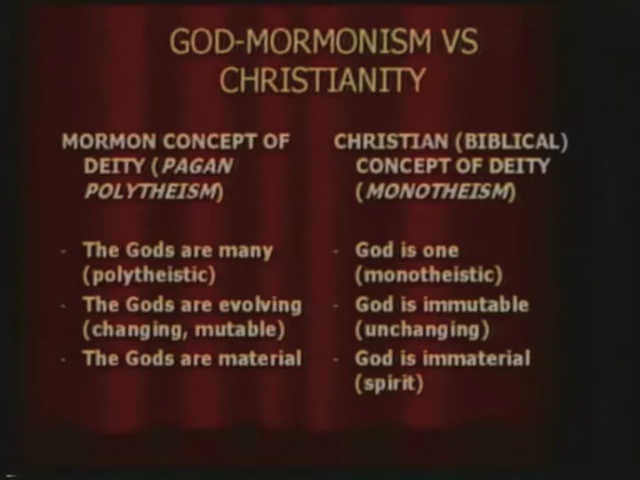 GOD-MORMONISM VS
CHRISTIANITY
MORMON CONCEPT OF
DEITY (PAGAN
POLYTHEISM)
- The Gods are many
(polytheistic)
- The Gods are evolving
(changing, mutable)
- The Gods are material
CHRISTIAN (BIBLICAL)
CONCEPT OF DEITY
(MONOTHEISM)
- God is one
(monotheistic)
- God is immutable
(unchanging)
- God is immaterial
(spirit)